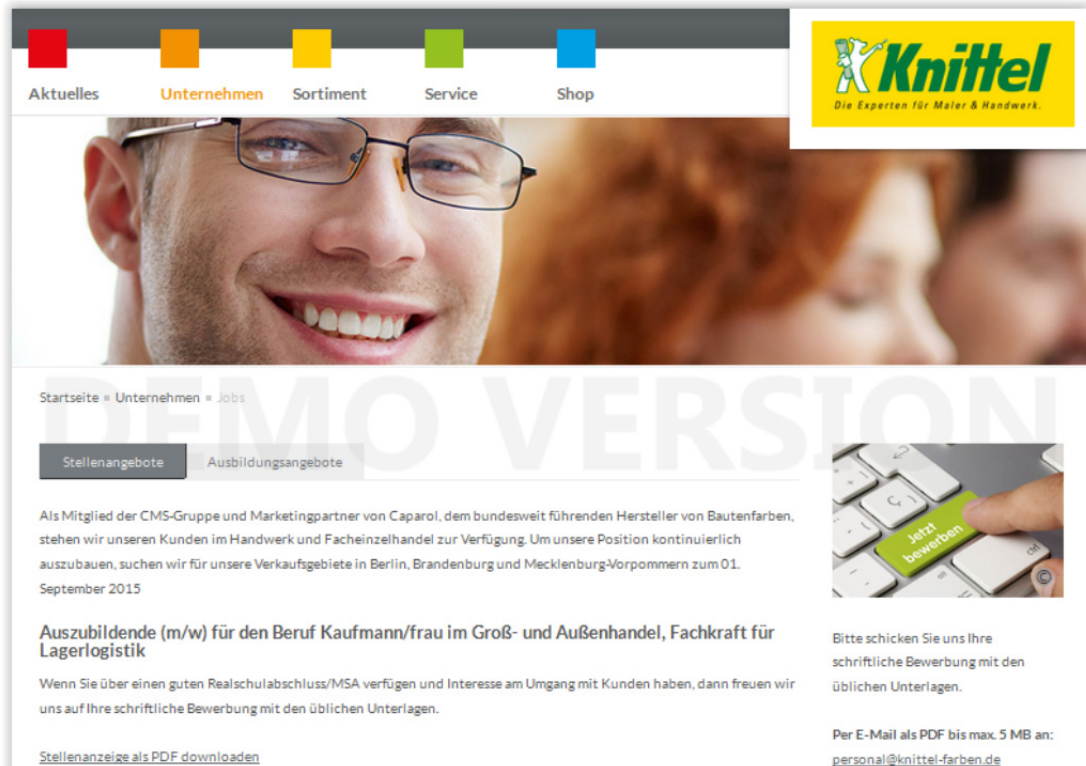 Aktuelles
Unternehmen
Sortiment
Service
Shop
Knittel
Die Experten für Maler & Handwerk.
DEMO VERSION
Startseite ▪ Unternehmen ▪ Jobs
Stellenangebote
Ausbildungsangebote
Als Mitglied der CMS-Gruppe und Marketingpartner von Caparol, dem bundesweit führenden Hersteller von Bautenfarben,
stehen wir unseren Kunden im Handwerk und Facheinzelhandel zur Verfügung. Um unsere Position kontinuierlich
auszubauen, suchen wir für unsere Verkaufsgebiete in Berlin, Brandenburg und Mecklenburg-Vorpommern zum 01.
September 2015
Auszubildende (m/w) für den Beruf Kaufmann/frau im Groß- und Außenhandel, Fachkraft für
Lagerlogistik
Wenn Sie über einen guten Realschulabschluss/MSA verfügen und Interesse am Umgang mit Kunden haben, dann freuen wir
uns auf Ihre schriftliche Bewerbung mit den üblichen Unterlagen.
Stellenanzeige als PDF downloaden
Jetzt
bewerben
ctrl
©
Bitte schicken Sie uns Ihre
schriftliche Bewerbung mit den
üblichen Unterlagen.
Per E-Mail als PDF bis max. 5 MB an:
personal@knittel-farben.de